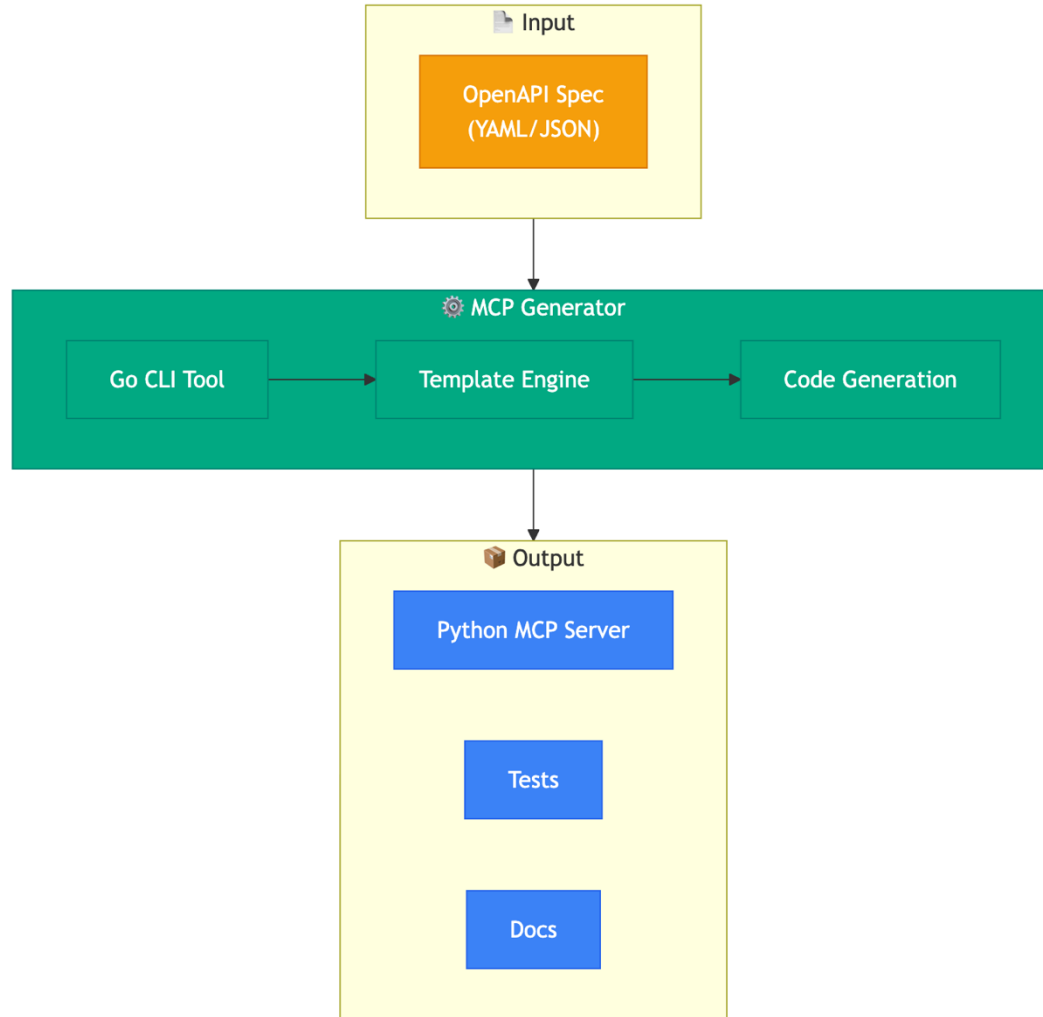 Input
OpenAPI Spec
(YAML/JSON)
MCP Generator
Go CLI Tool
Template Engine
Code Generation
Output
Python MCP Server
Tests
Docs